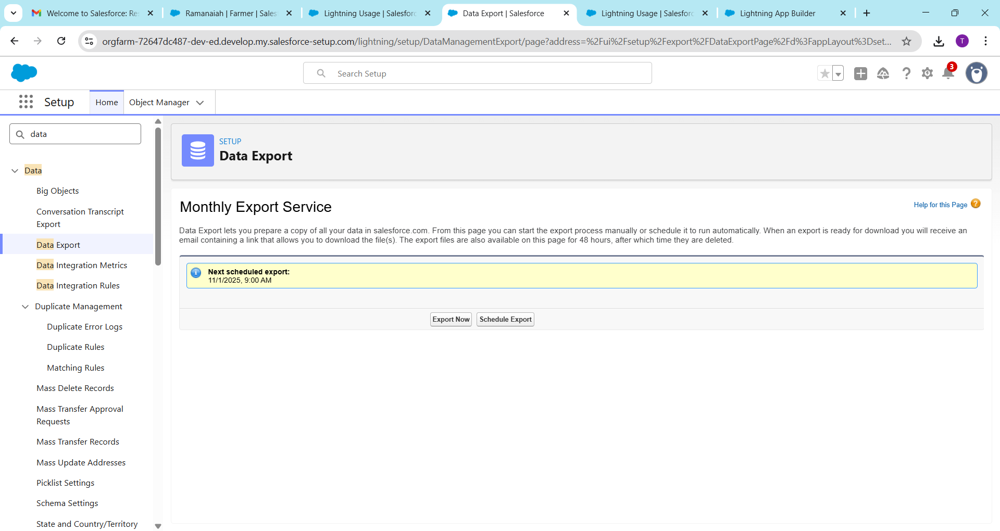 Welcome to Salesforce: Re
Ramanaiah | Farmer | Sales
Lightning Usage | Salesforc
Data Export | Salesforce
Lightning Usage | Salesforc
Lightning App Builder
orgfarm-72647dc487-dev-ed.develop.my.salesforce-setup.com/lightning/setup/DataManagementExport/page?address=%2Fui%2Fsetup%2Fexport%2FDataExportPage%2Fd%3FappLayout%3Dset...
T
Search Setup
3
Setup
Home
Object Manager
data
Data
Big Objects
Conversation Transcript
Export
Data Export
Data Integration Metrics
Data Integration Rules
Duplicate Management
Duplicate Error Logs
Duplicate Rules
Matching Rules
Mass Delete Records
Mass Transfer Approval
Requests
Mass Transfer Records
Mass Update Addresses
Picklist Settings
Schema Settings
State and Country/Territory
SETUP
Data Export
Monthly Export Service
Help for this Page
Data Export lets you prepare a copy of all your data in salesforce.com. From this page you can start the export process manually or schedule it to run automatically. When an export is ready for download you will receive an
email containing a link that allows you to download the file(s). The export files are also available on this page for 48 hours, after which time they are deleted.
Next scheduled export:
11/1/2025, 9:00 AM
Export Now
Schedule Export